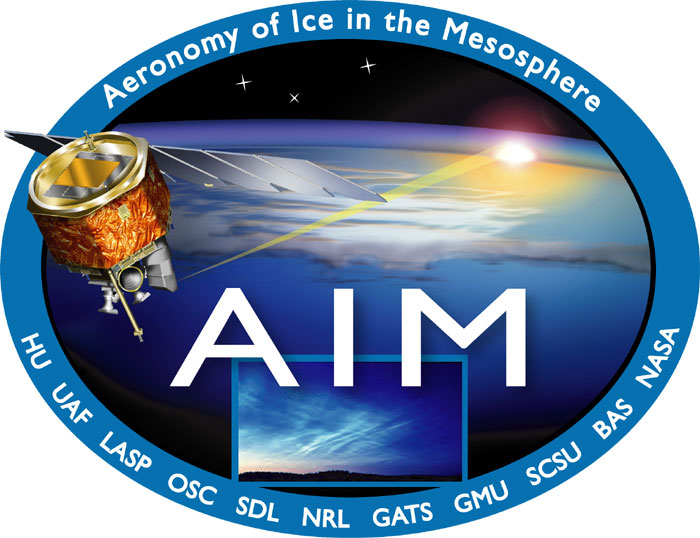 Aeronomy of Ice in the Mesosphere
AIM
HU UAF LASP OSC SDL NRL GATS GMU SCSU BAS NASA